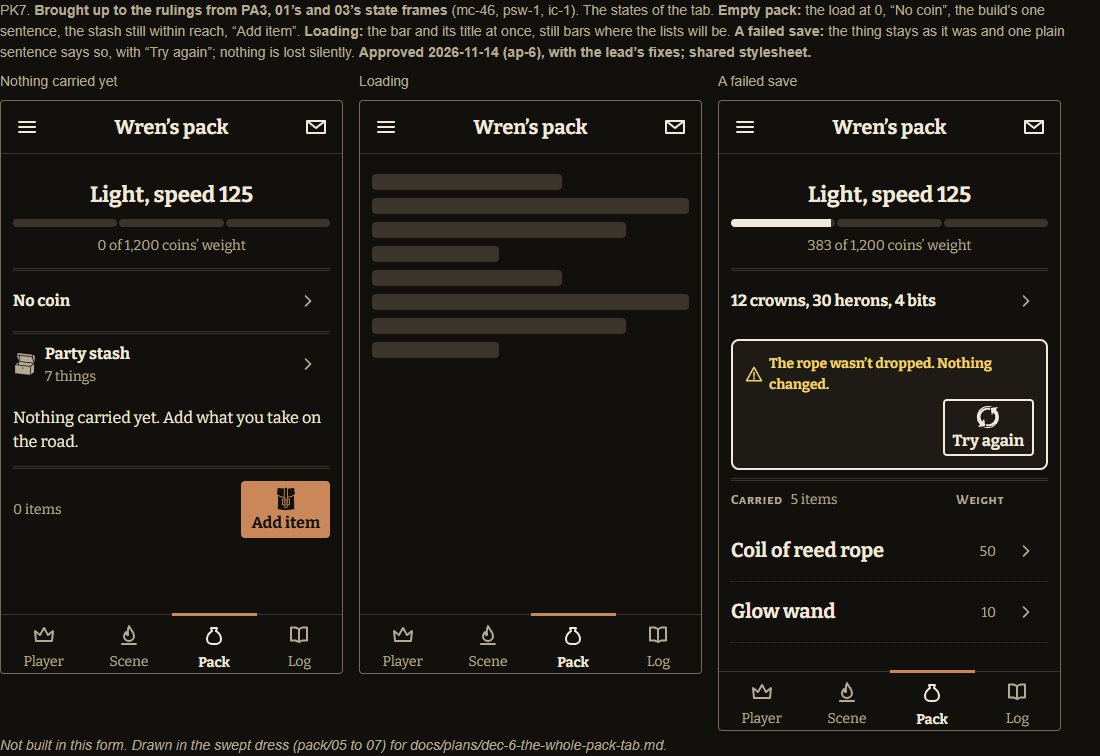 PK7. Brought up to the rulings from PA3, 01’s and 03’s state frames (mc-46, psw-1, ic-1). The states of the tab. Empty pack: the load at 0, “No coin”, the build’s one
sentence, the stash still within reach, “Add item”. Loading: the bar and its title at once, still bars where the lists will be. A failed save: the thing stays as it was and one plain
sentence says so, with “Try again”; nothing is lost silently. Approved 2026-11-14 (ap-6), with the lead’s fixes; shared stylesheet.
Nothing carried yet
Wren’s pack
Light, speed 125
0 of 1,200 coins’ weight
No coin
Party stash
7 things
Nothing carried yet. Add what you take on
the road.
0 items
Add item
Player
Scene
Pack
Log
Loading
Wren’s pack
Player
Scene
Pack
Log
A failed save
Wren’s pack
Light, speed 125
383 of 1,200 coins’ weight
12 crowns, 30 herons, 4 bits
The rope wasn’t dropped. Nothing
changed.
Try again
CARRIED 5 items WEIGHT
Coil of reed rope 50
Glow wand 10
Player
Scene
Pack
Log
Not built in this form. Drawn in the swept dress (pack/05 to 07) for docs/plans/dec-6-the-whole-pack-tab.md.